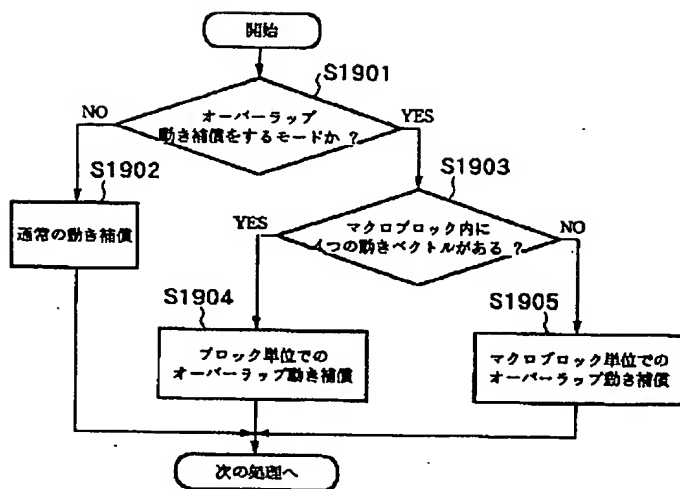 開始
S1901
オーバーラップ
動き補償をするモードか？
NO
YES
S1902
通常の動き補償
S1903
マクロブロック内に
4つの動きベクトルがある？
YES
NO
S1904
ブロック単位での
オーバーラップ動き補償
S1905
マクロブロック単位での
オーバーラップ動き補償
次の処理へ